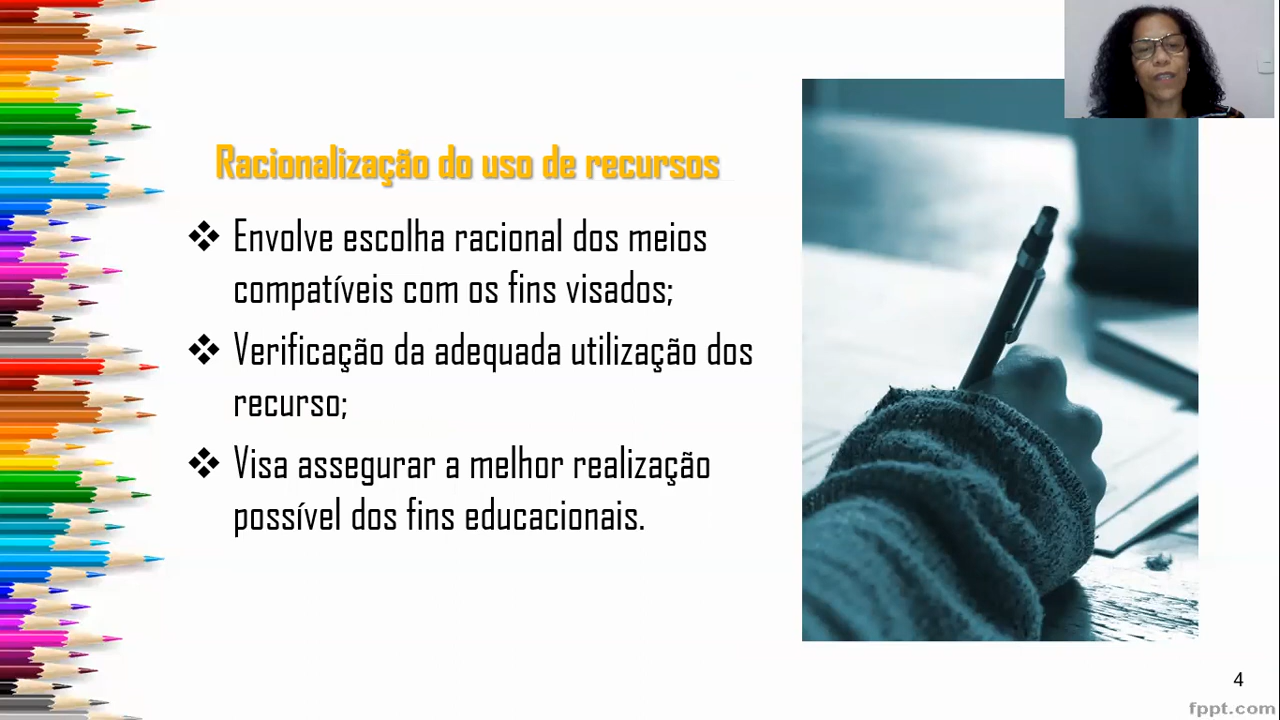 Racionalização do uso de recursos
❖ Envolve escolha racional dos meios
compatíveis com os fins visados;
❖ Verificação da adequada utilização dos
recurso;
❖ Visa assegurar a melhor realização
possível dos fins educacionais.
4
fppt.com